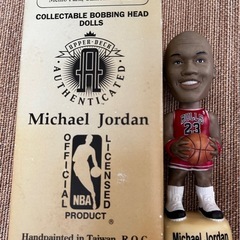 COLLECTABLE BOBBING HEAD
DOLLS
UPPER DECK
AUTHENTICATED
Michael Jordan
OFFICIAL
LICENSED
NBA
PRODUCT
Handpainted in Taiwan, R.O.C.
BULLS
23
Michael Jordan